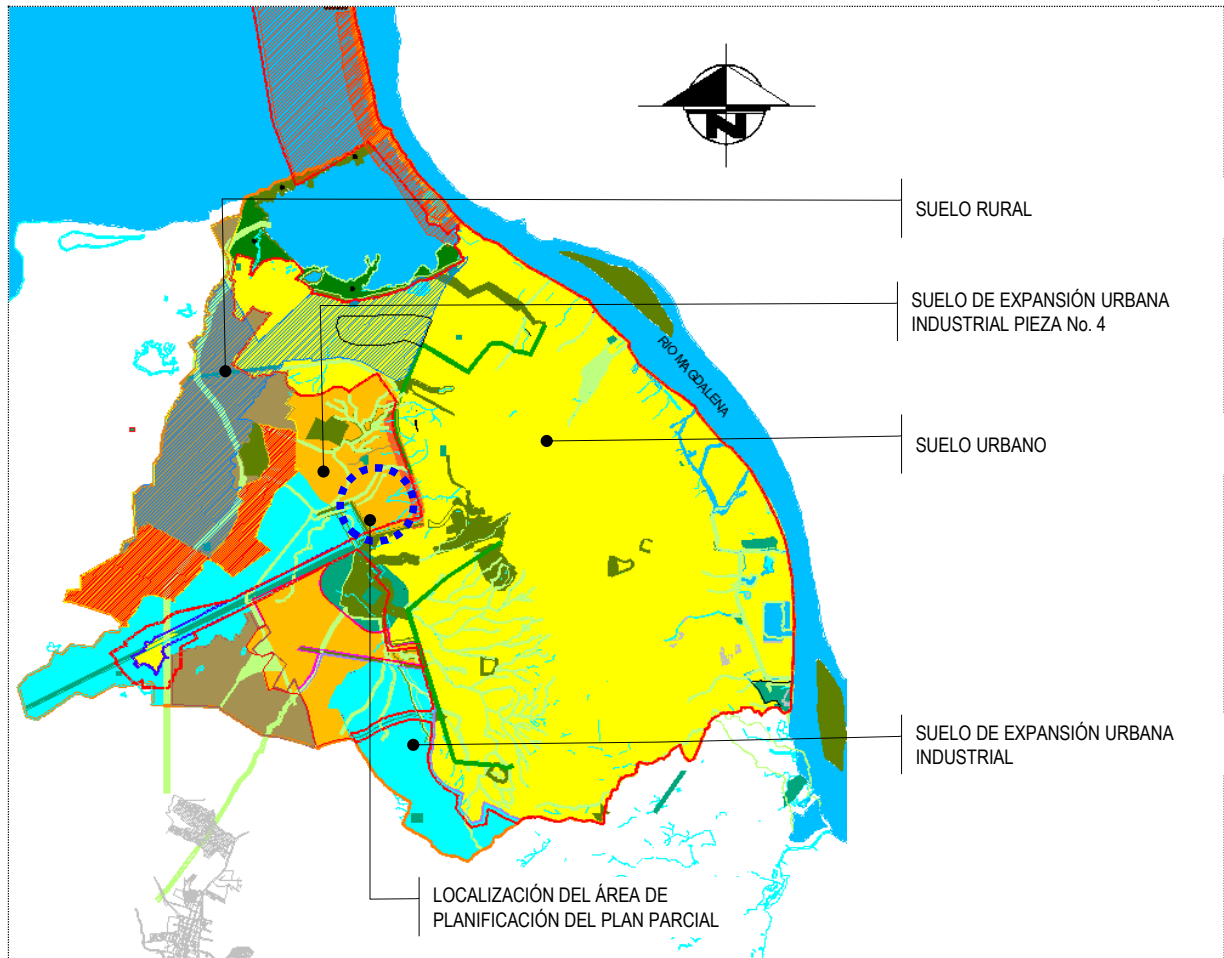 N
SUELO RURAL
SUELO DE EXPANSIÓN URBANA
INDUSTRIAL PIEZA No. 4
RIO MAGDALENA
SUELO URBANO
SUELO DE EXPANSIÓN URBANA
INDUSTRIAL
LOCALIZACIÓN DEL ÁREA DE
PLANIFICACIÓN DEL PLAN PARCIAL